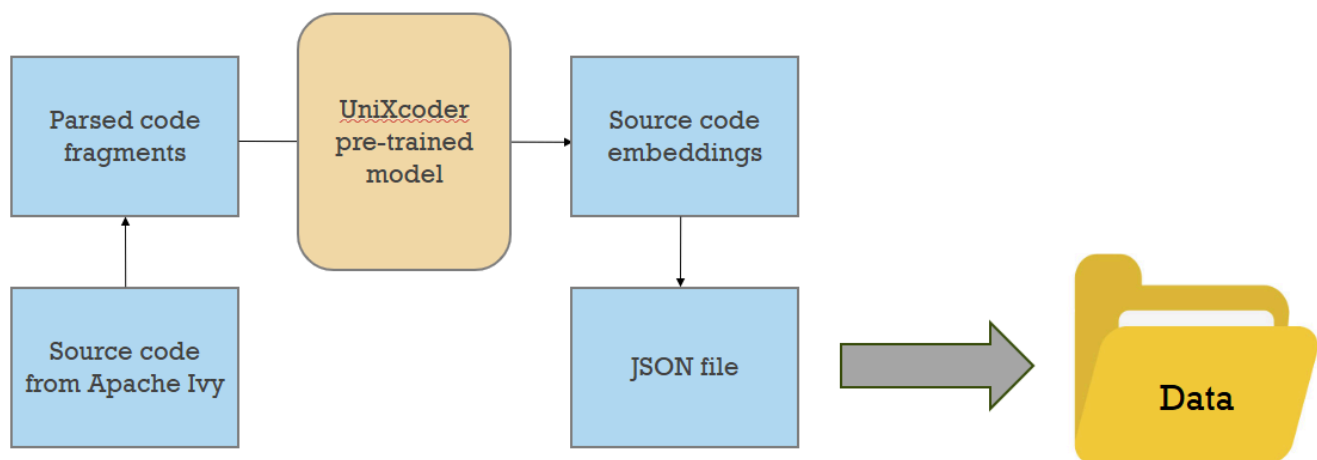 Parsed code
fragments
UniXcoder
pre-trained
model
Source code
embeddings
Source code
from Apache Ivy
JSON file
Data